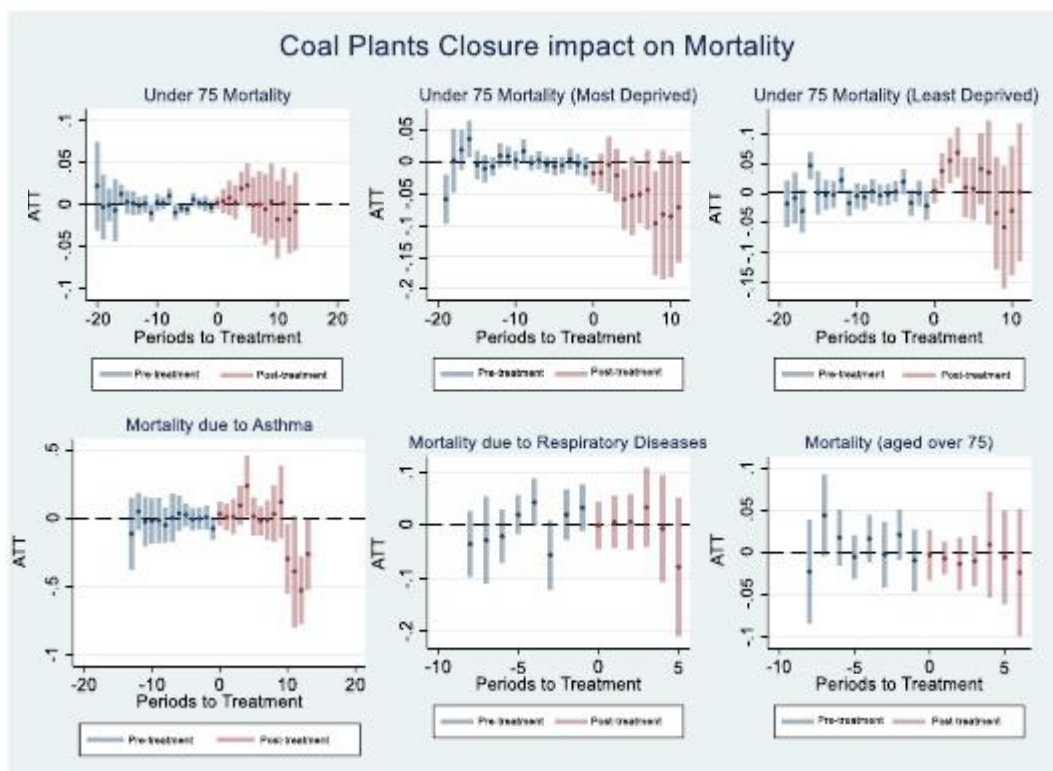 Coal Plants Closure impact on Mortality
Under 75 Mortality
.1
.05
0
-.05
-.1
ATT
-20 -10 0 10 20
Periods to Treatment
Pre-treatment Post-treatment
Under 75 Mortality (Most Deprived)
.05
0
-.05
-.1
-.15
-.2
ATT
-20 -10 0 10
Periods to Treatment
Pre-treatment Post-treatment
Under 75 Mortality (Least Deprived)
.1
.05
0
-.05
-.1
-.15
ATT
-20 -10 0 10
Periods to Treatment
Pre-treatment Post-treatment
Mortality due to Asthma
.5
0
-.5
-1
ATT
-20 -10 0 10 20
Periods to Treatment
Pre-treatment Post-treatment
Mortality due to Respiratory Diseases
.1
0
-.1
-.2
ATT
-10 -5 0 5
Periods to Treatment
Pre-treatment Post-treatment
Mortality (aged over 75)
.1
.05
0
-.05
-.1
ATT
-10 -5 0 5
Periods to Treatment
Pre-treatment Post-treatment